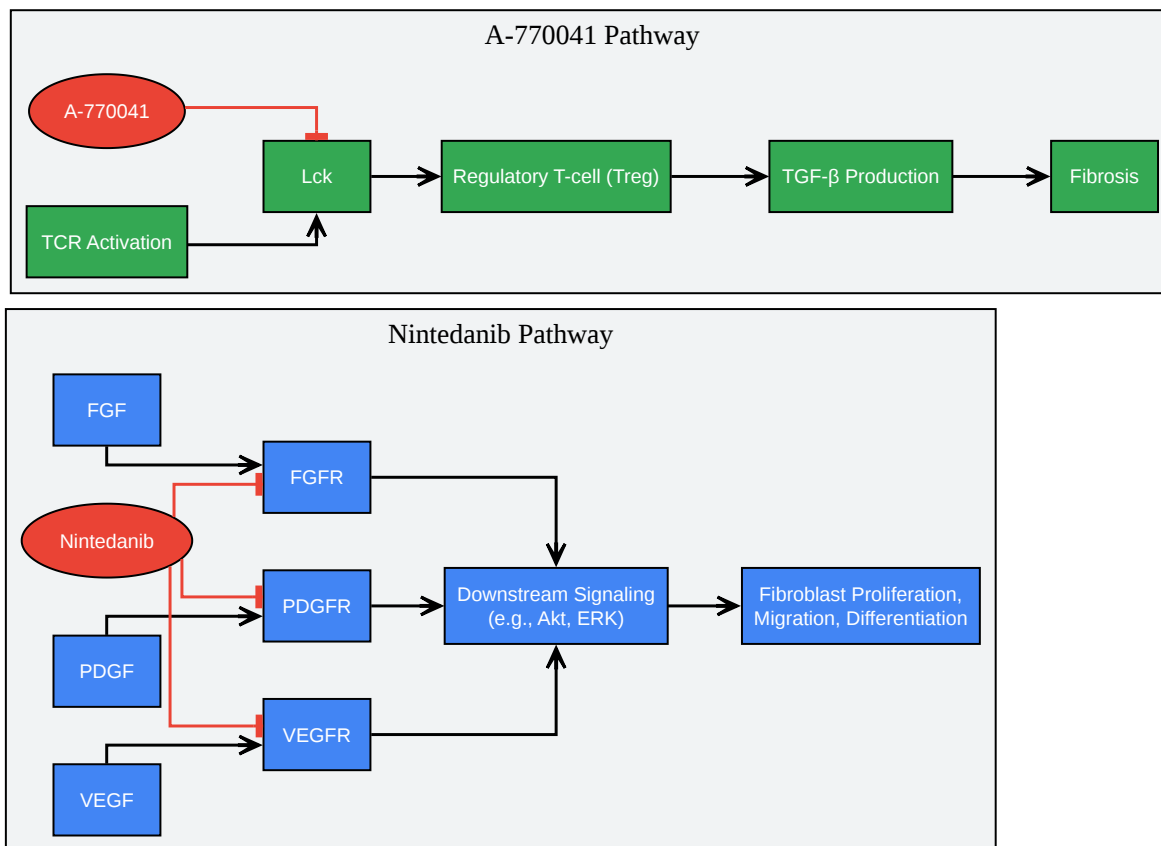 A-770041 Pathway
A-770041
Lck
Regulatory T-cell (Treg)
TGF-β Production
Fibrosis
TCR Activation
Nintedanib Pathway
FGF
FGFR
Nintedanib
PDGFR
Downstream Signaling
(e.g., Akt, ERK)
Fibroblast Proliferation,
Migration, Differentiation
PDGF
VEGFR
VEGF